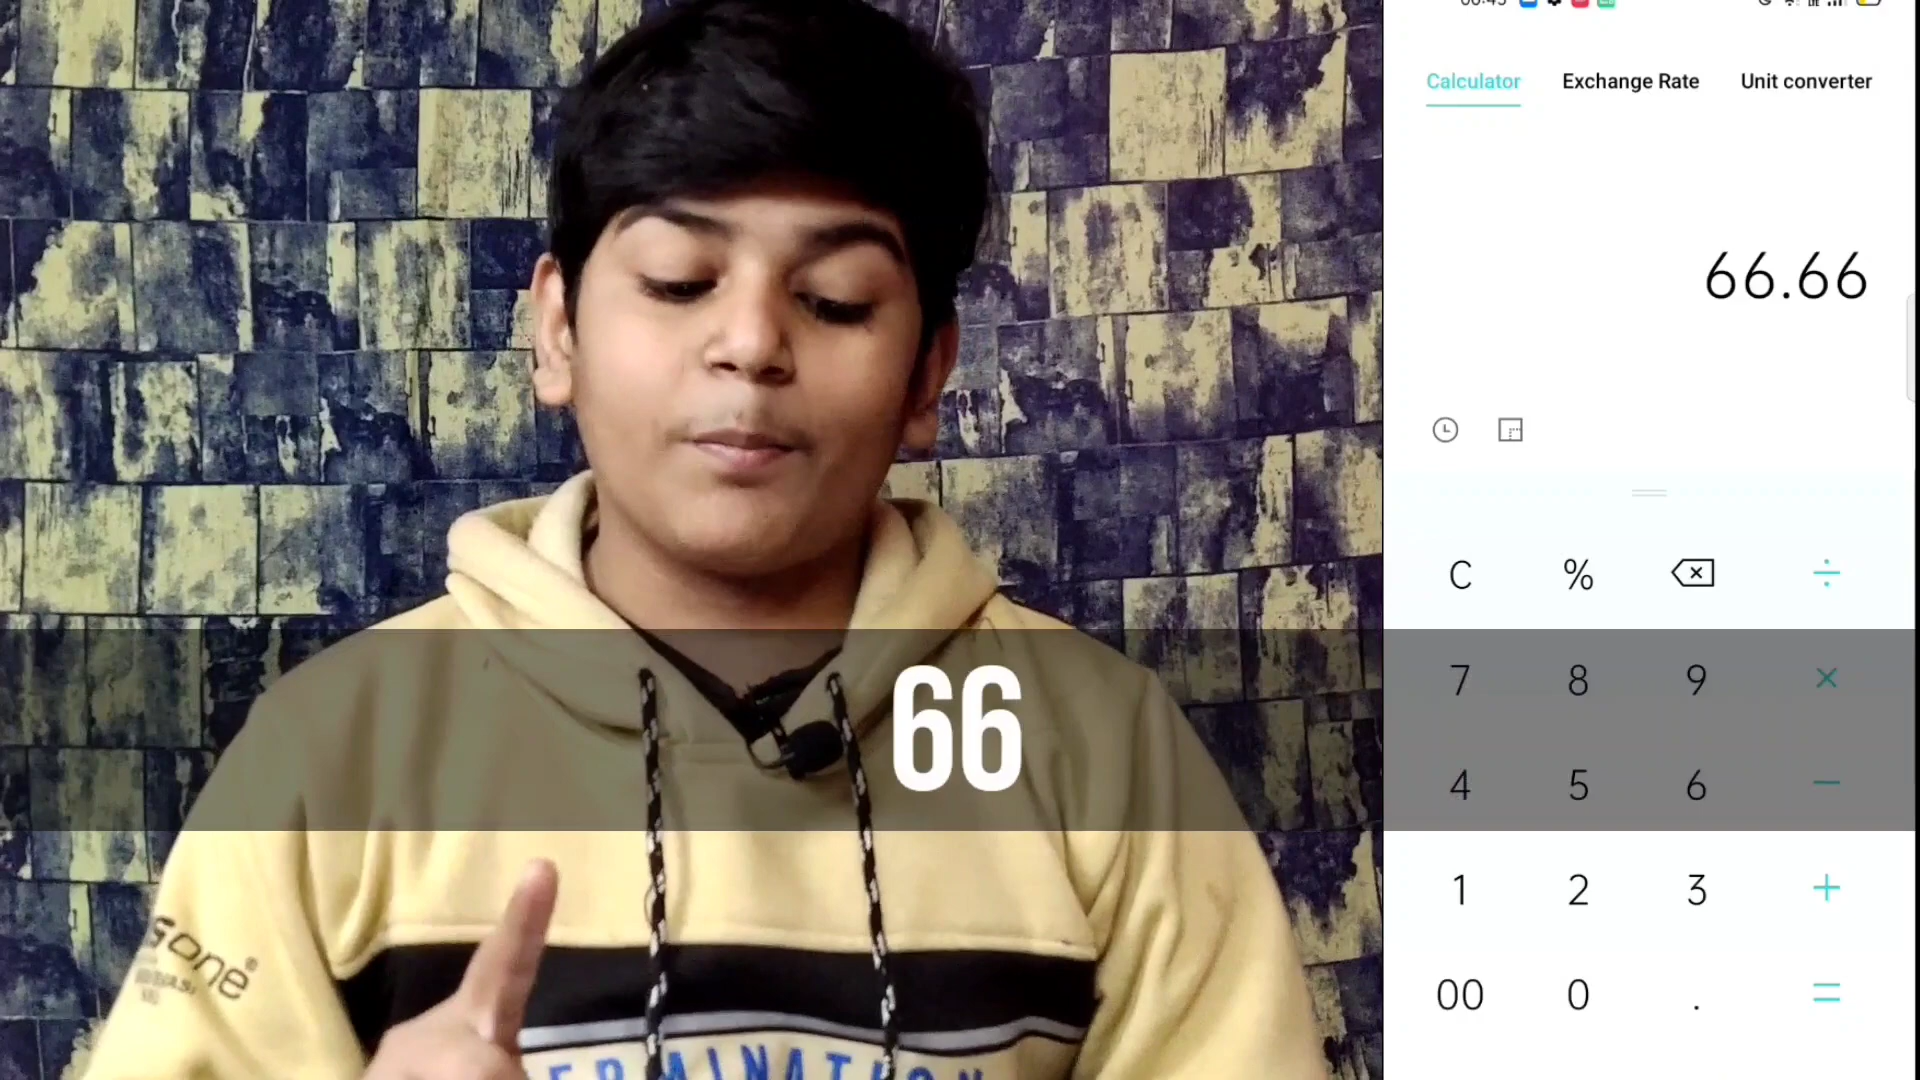 Calculator Exchange Rate Unit converter
66.66
C %
7 8 9 ×
66
4 5 6 −
1 2 3 +
00 0 . =
one®